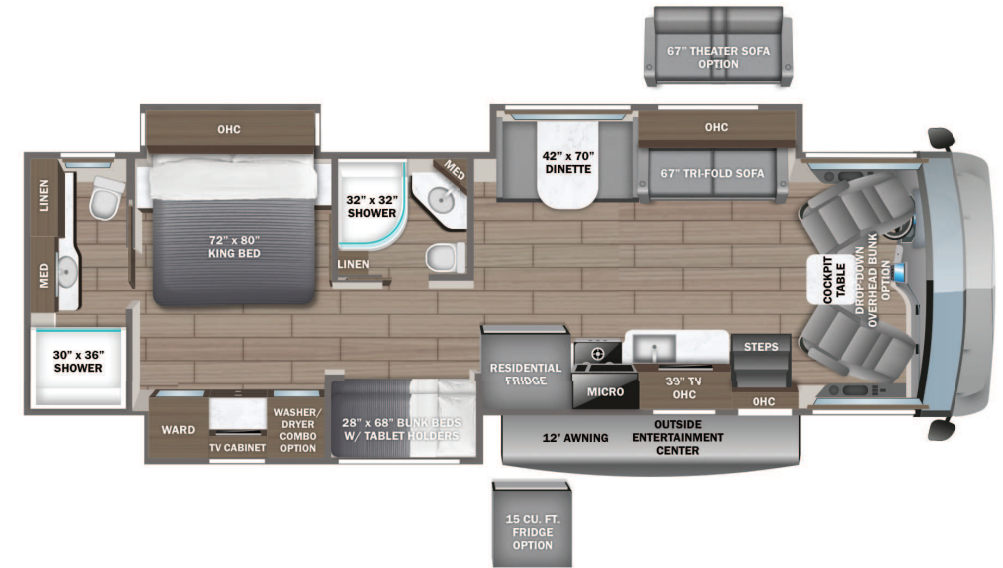 67” THEATER SOFA
OPTION
OHC
42” x 70”
DINETTE
OHC
67” TRI-FOLD SOFA
LINEN
MED
72” x 80”
KING BED
32” x 32”
SHOWER
MED
LINEN
COCKPIT
TABLE
DROP-DOWN
OVERHEAD BUNK
OPTION
30” x 36”
SHOWER
WARD
TV CABINET
WASHER/
DRYER
COMBO
OPTION
28” x 68” BUNK BEDS
W/ TABLET HOLDERS
RESIDENTIAL
FRIDGE
MICRO
39” TV
OHC
STEPS
OHC
12’ AWNING
OUTSIDE
ENTERTAINMENT
CENTER
15 CU. FT.
FRIDGE
OPTION